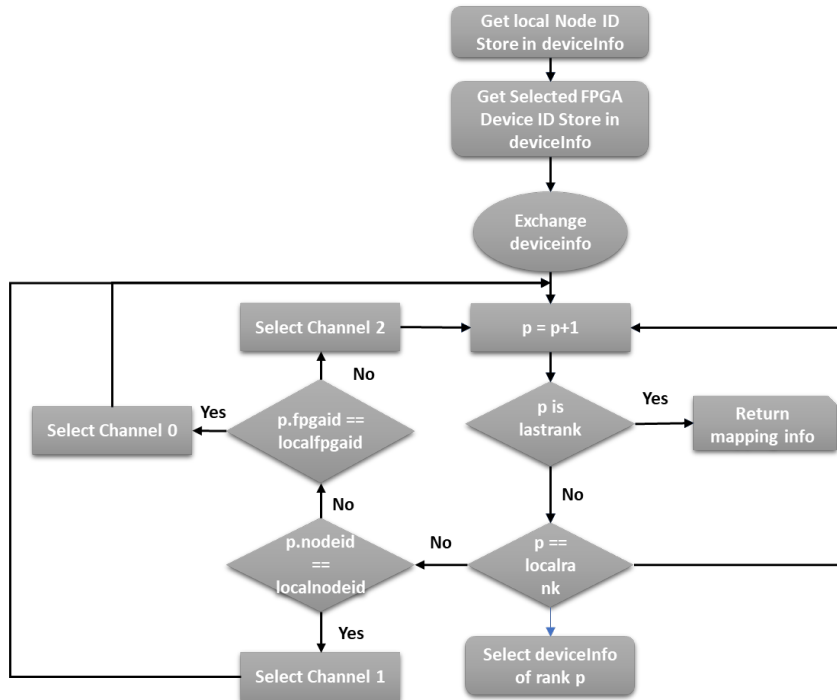 Get local Node ID
Store in deviceInfo
Get Selected FPGA
Device ID Store in
deviceInfo
Exchange
deviceinfo
Select Channel 2
p = p+1
No
Select Channel 0
Yes
p.fpgaid ==
localfpgaid
p is
lastrank
Yes
Return
mapping info
No
No
p.nodeid
==
localnodeid
No
p ==
localra
nk
Yes
Select Channel 1
Select deviceInfo
of rank p